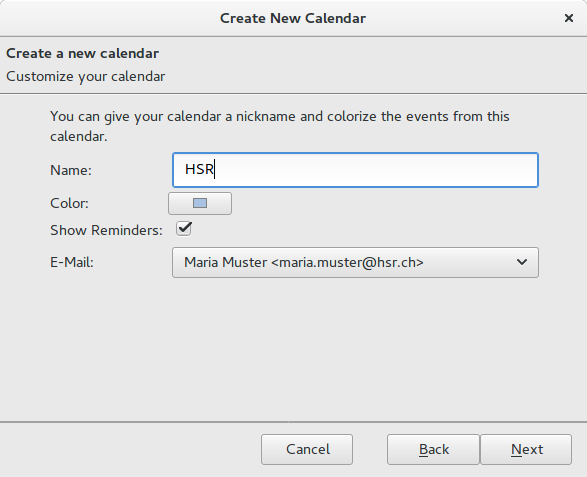 Create New Calendar
Create a new calendar
Customize your calendar
You can give your calendar a nickname and colorize the events from this
calendar.
Name: HSR
Color:
Show Reminders:
E-Mail: Maria Muster <maria.muster@hsr.ch>
Cancel Back Next